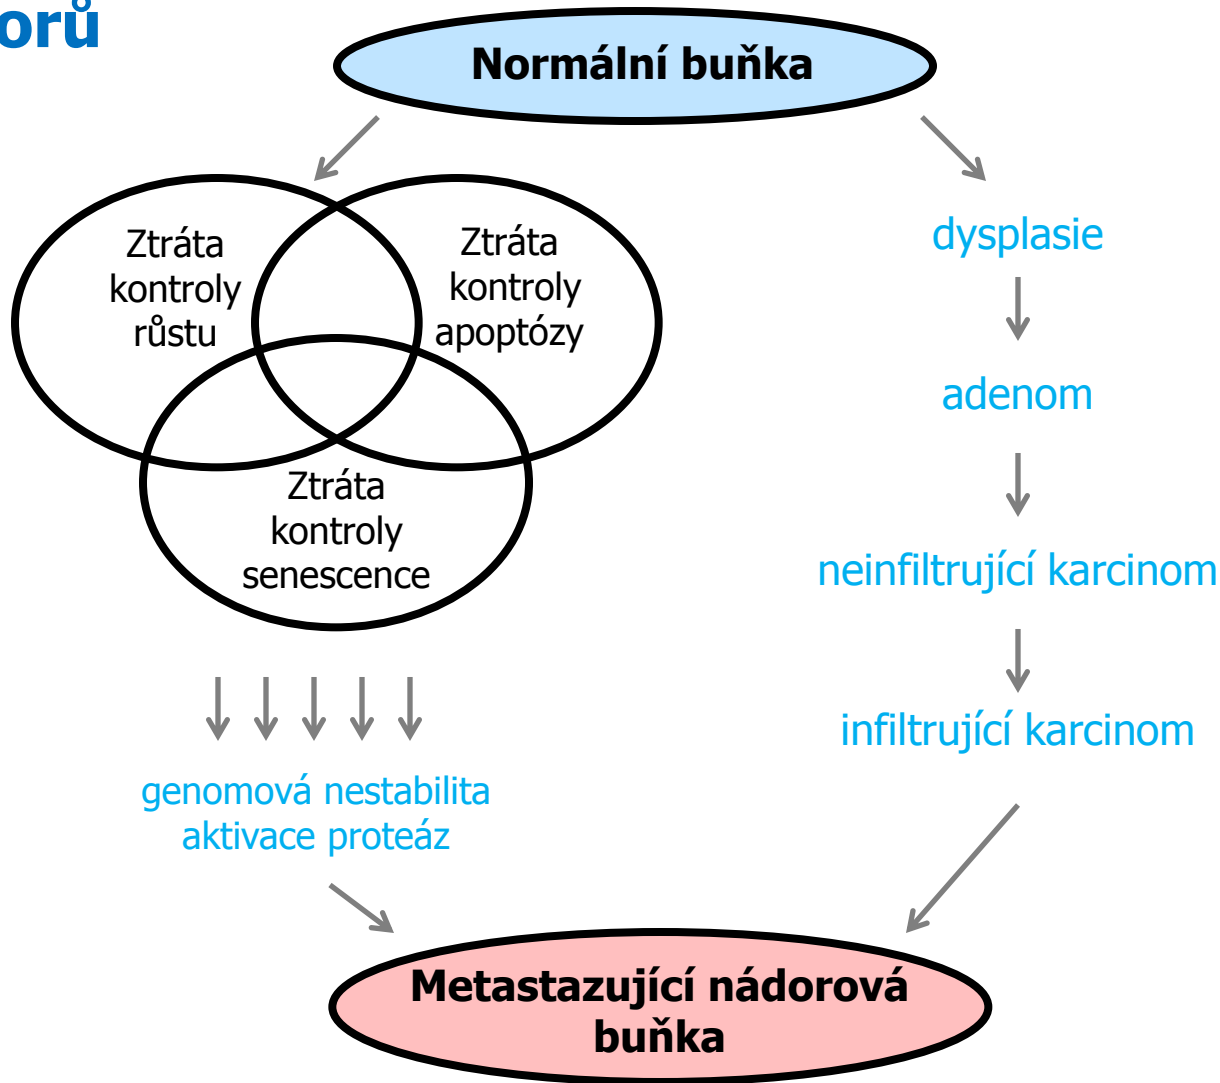 orů
Normální buňka
Ztráta
kontroly
růstu
Ztráta
kontroly
apoptózy
Ztráta
kontroly
senescence
genomová nestabilita
aktivace proteáz
dysplasie
adenom
neinfiltrující karcinom
infiltrující karcinom
Metastazující nádorová
buňka